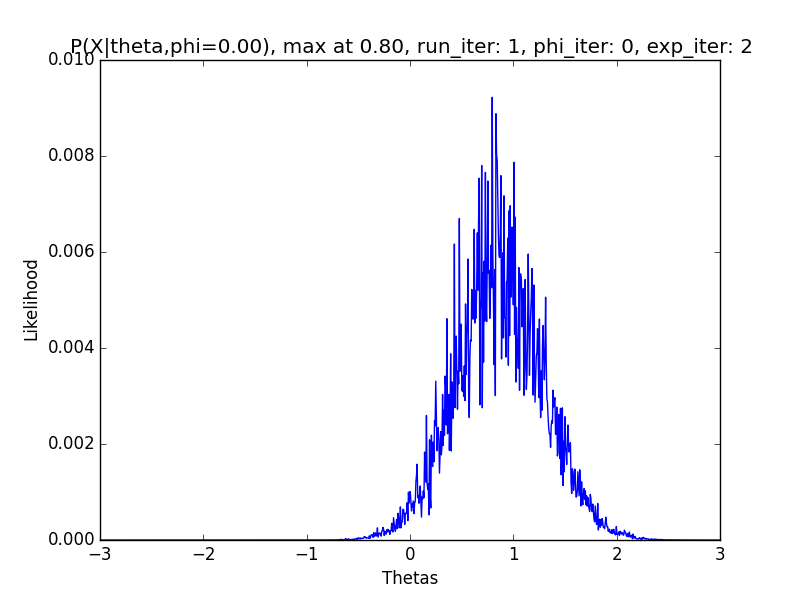 P(X|theta,phi=0.00), max at 0.80, run_iter: 1, phi_iter: 0, exp_iter: 2
0.010
0.008
0.006
0.004
0.002
0.000
Likelihood
−3 −2 −1 0 1 2 3
Thetas